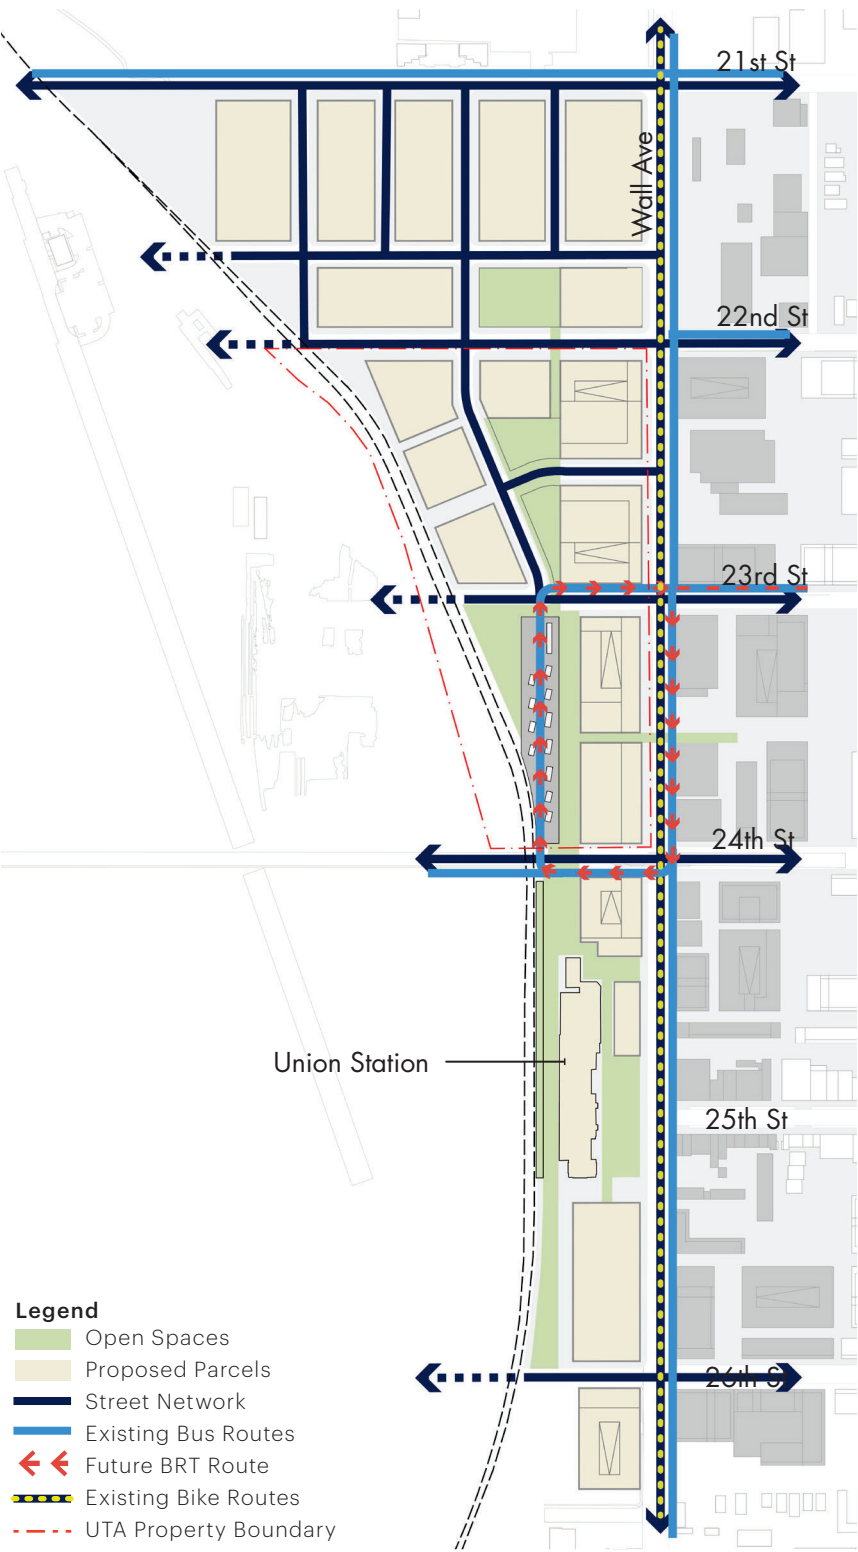 21st St
Wall Ave
22nd St
23rd St
24th St
Union Station
25th St
26th St
Legend
Open Spaces
Proposed Parcels
Street Network
Existing Bus Routes
Future BRT Route
Existing Bike Routes
UTA Property Boundary